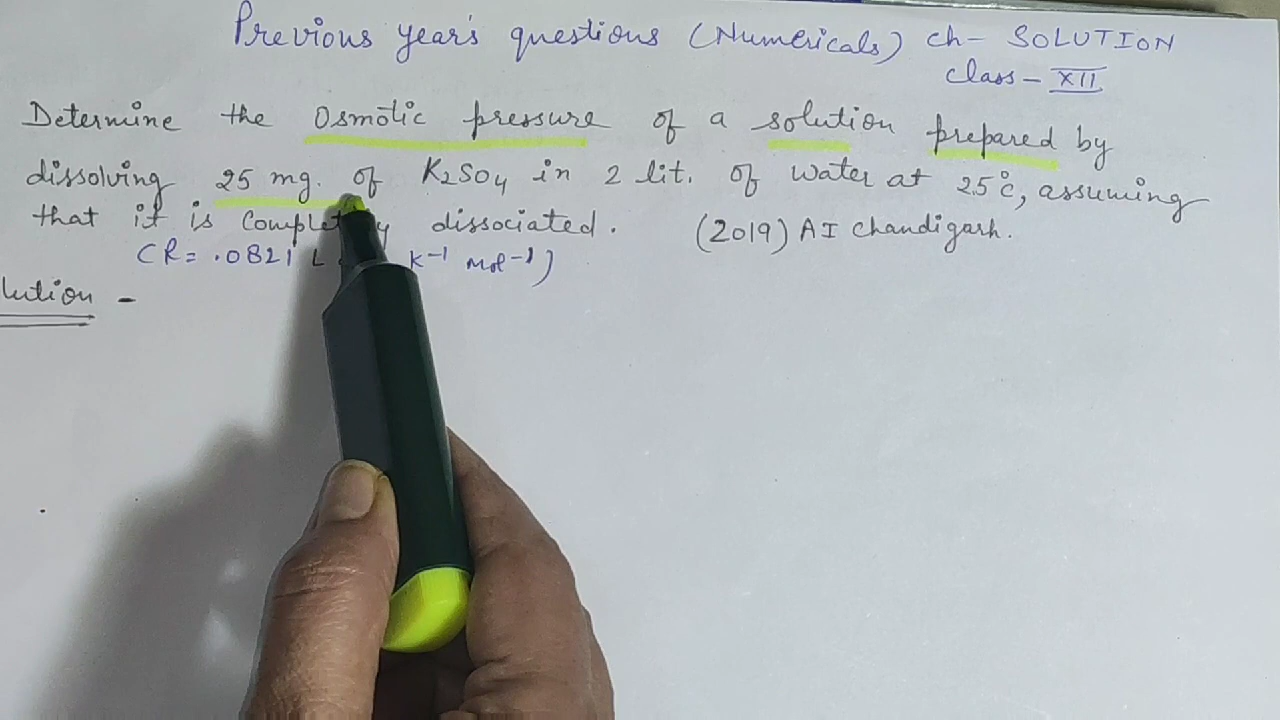 Previous year's questions (Numericals) ch- SOLUTION
Class- XII
Determine the Osmotic pressure of a solution prepared by
dissolving 25 mg. of K₂SO₄ in 2 lit. of water at 25°c, assuming
that it is dissociated. (2019) AI Chandigarh.
(R= .0821 L K⁻¹ mol⁻¹)
lution -